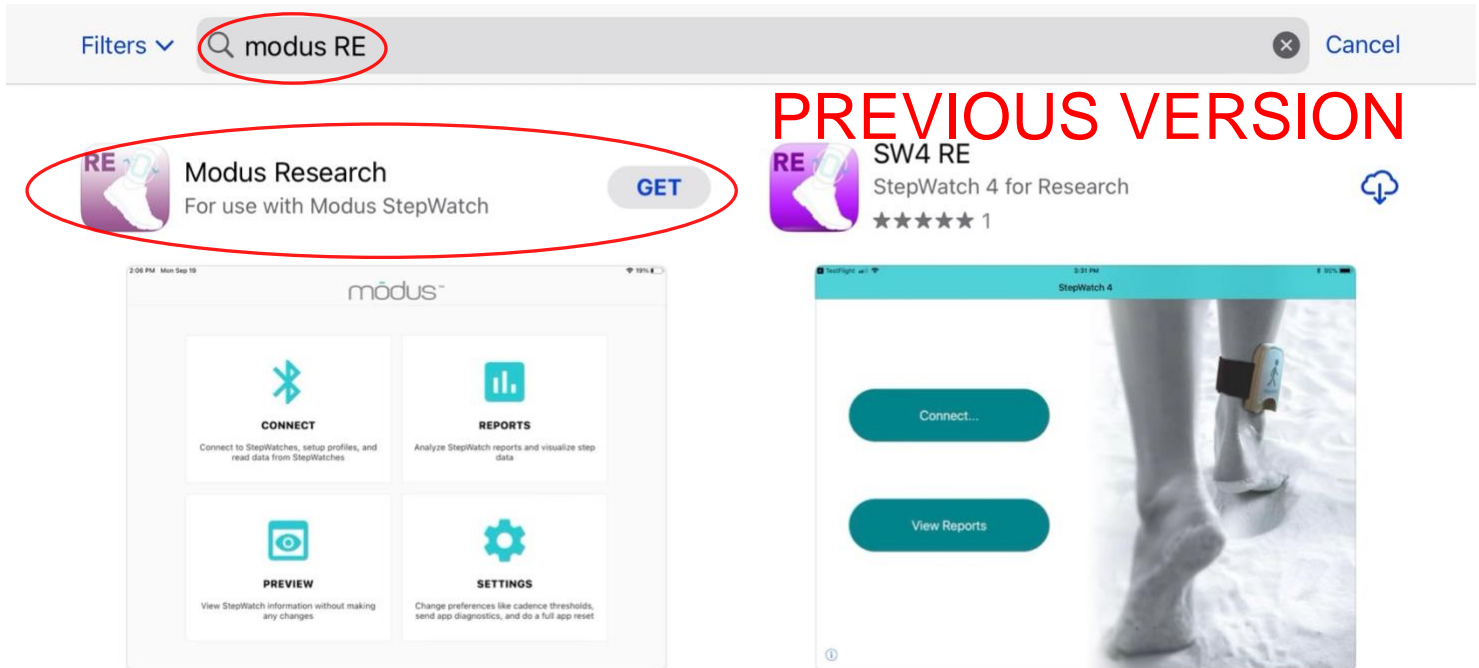 Filters
modus RE
Cancel
PREVIOUS VERSION
RE
Modus Research
For use with Modus StepWatch
GET
RE
SW4 RE
StepWatch 4 for Research
★★★★★ 1
2:06 PM Mon Sep 19
19%
mōdus™
CONNECT
Connect to StepWatches, setup profiles, and
read data from StepWatches
REPORTS
Analyze StepWatch reports and visualize step
data
PREVIEW
View StepWatch information without making
any changes
SETTINGS
Change preferences like cadence thresholds,
send app diagnostics, and do a full app reset
TestFlight
3:31 PM
90%
StepWatch 4
Connect...
View Reports